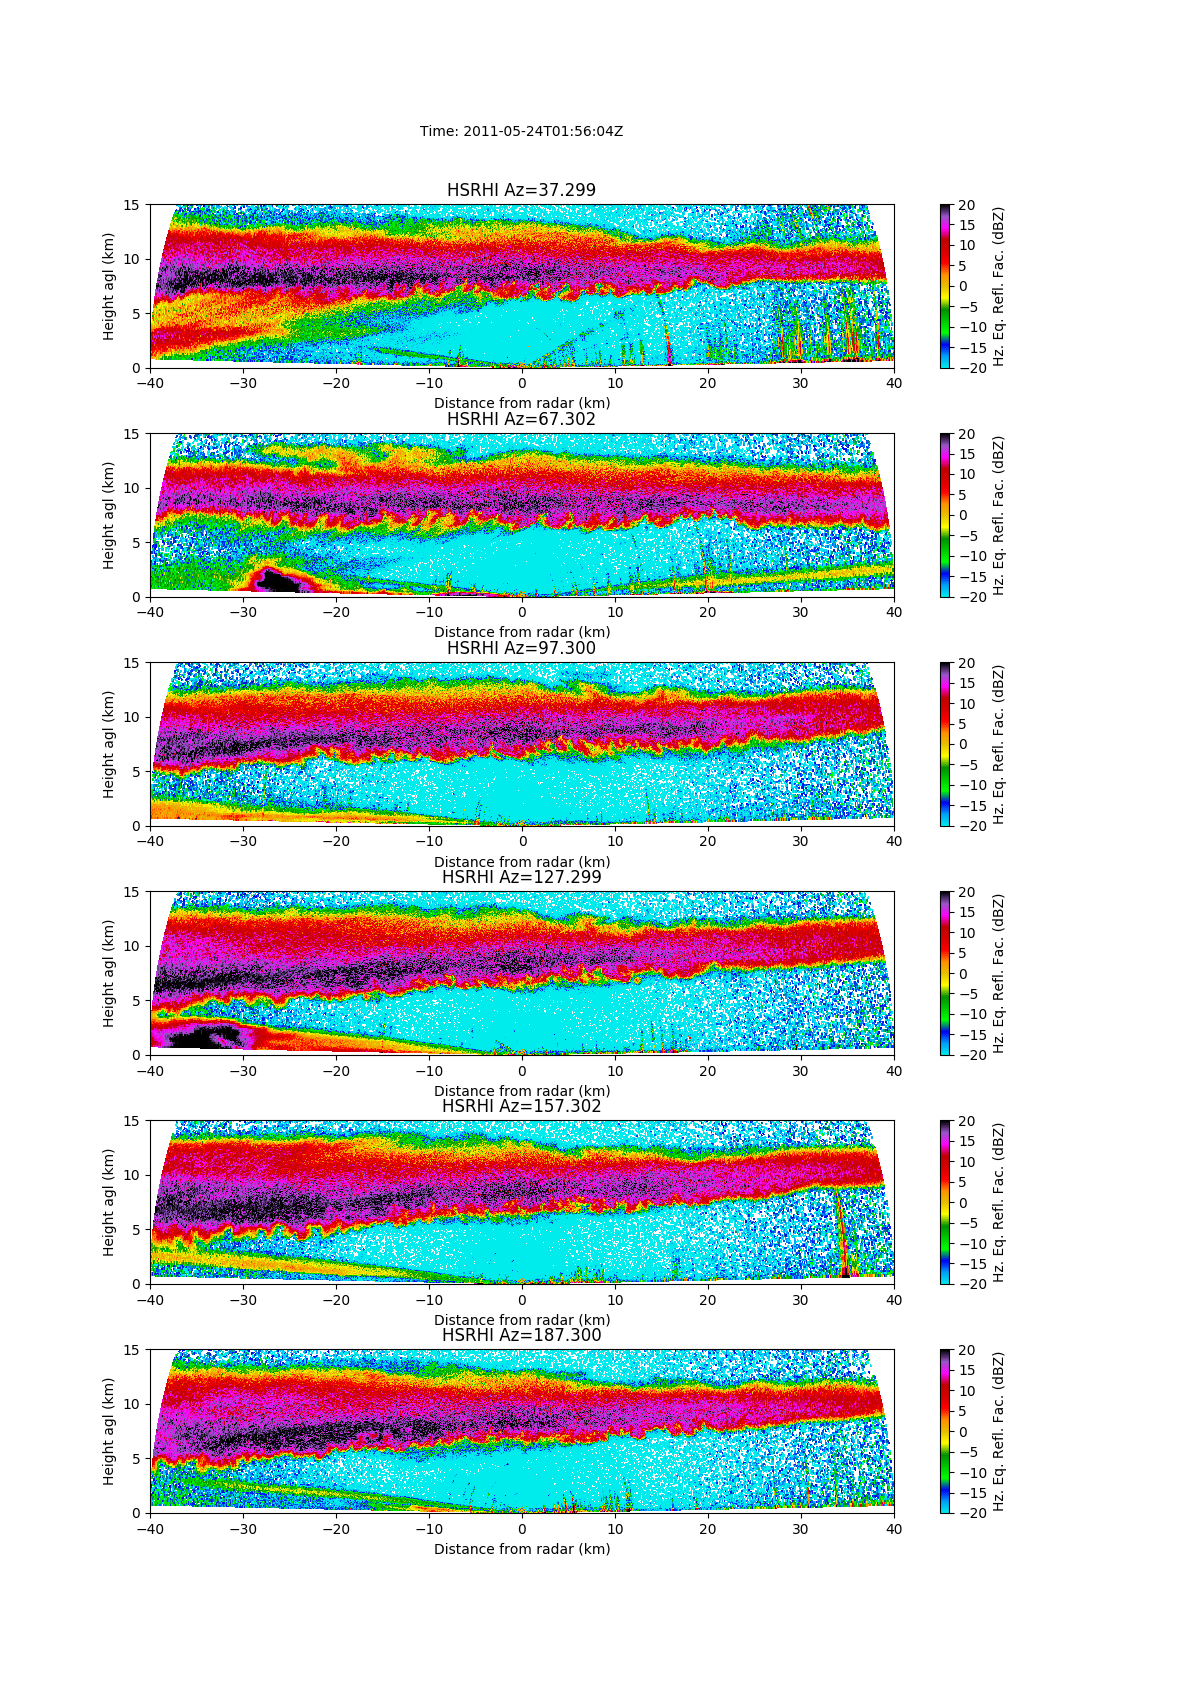 Time: 2011-05-24T01:56:04Z
HSRHI Az=37.299
15
10
5
0
Height agl (km)
−40 −30 −20 −10 0 10 20 30 40
Distance from radar (km)
20
15
10
5
0
−5
−10
−15
−20
Hz. Eq. Refl. Fac. (dBZ)
HSRHI Az=67.302
15
10
5
0
Height agl (km)
−40 −30 −20 −10 0 10 20 30 40
Distance from radar (km)
20
15
10
5
0
−5
−10
−15
−20
Hz. Eq. Refl. Fac. (dBZ)
HSRHI Az=97.300
15
10
5
0
Height agl (km)
−40 −30 −20 −10 0 10 20 30 40
Distance from radar (km)
20
15
10
5
0
−5
−10
−15
−20
Hz. Eq. Refl. Fac. (dBZ)
HSRHI Az=127.299
15
10
5
0
Height agl (km)
−40 −30 −20 −10 0 10 20 30 40
Distance from radar (km)
20
15
10
5
0
−5
−10
−15
−20
Hz. Eq. Refl. Fac. (dBZ)
HSRHI Az=157.302
15
10
5
0
Height agl (km)
−40 −30 −20 −10 0 10 20 30 40
Distance from radar (km)
20
15
10
5
0
−5
−10
−15
−20
Hz. Eq. Refl. Fac. (dBZ)
HSRHI Az=187.300
15
10
5
0
Height agl (km)
−40 −30 −20 −10 0 10 20 30 40
Distance from radar (km)
20
15
10
5
0
−5
−10
−15
−20
Hz. Eq. Refl. Fac. (dBZ)